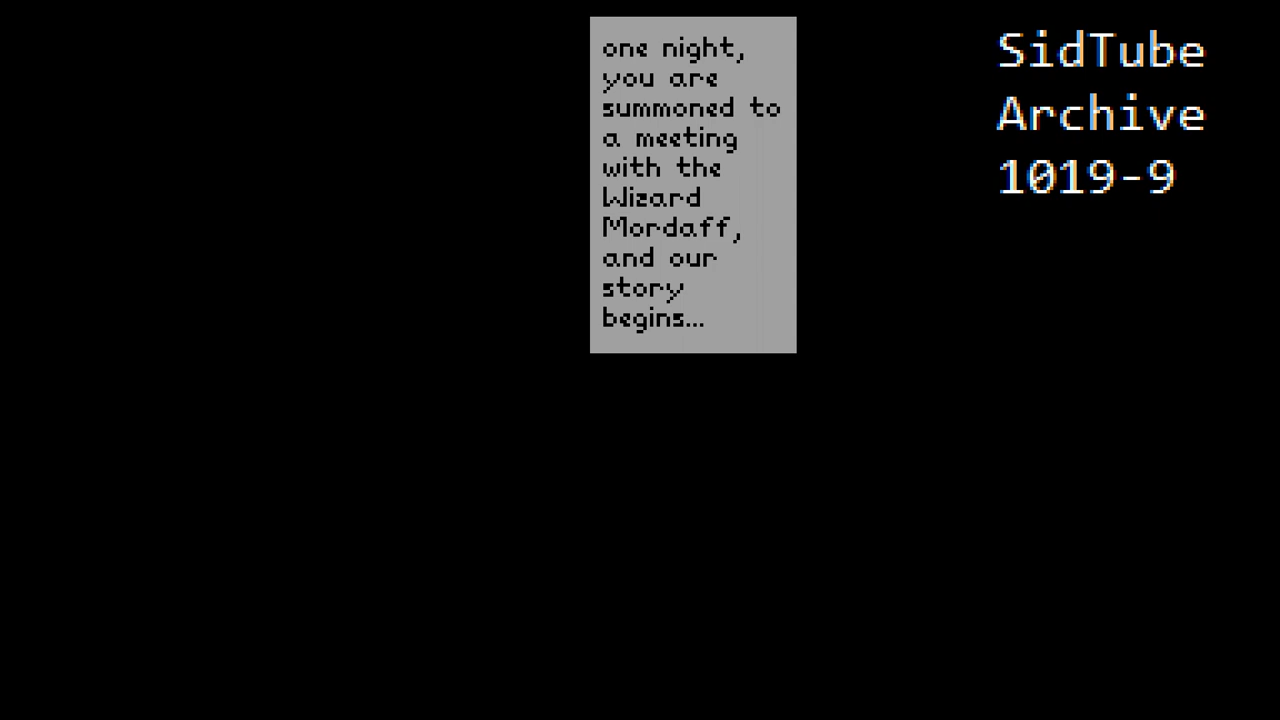 one night,
you are
summoned to
a meeting
with the
Wizard
Mordaff,
and our
story
begins...
SidTube
Archive
1019-9